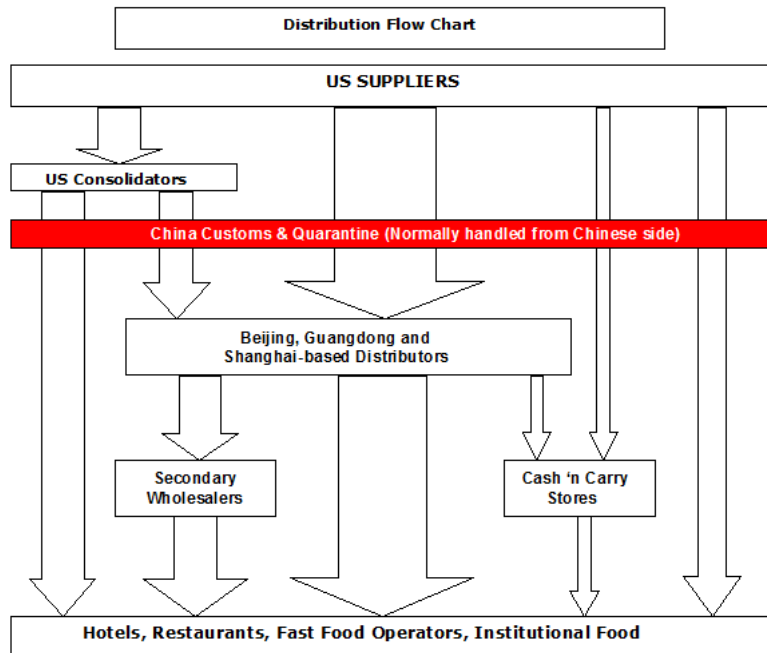 Distribution Flow Chart
US SUPPLIERS
US Consolidators
China Customs & Quarantine (Normally handled from Chinese side)
Beijing, Guangdong and
Shanghai-based Distributors
Secondary
Wholesalers
Cash ‘n Carry
Stores
Hotels, Restaurants, Fast Food Operators, Institutional Food